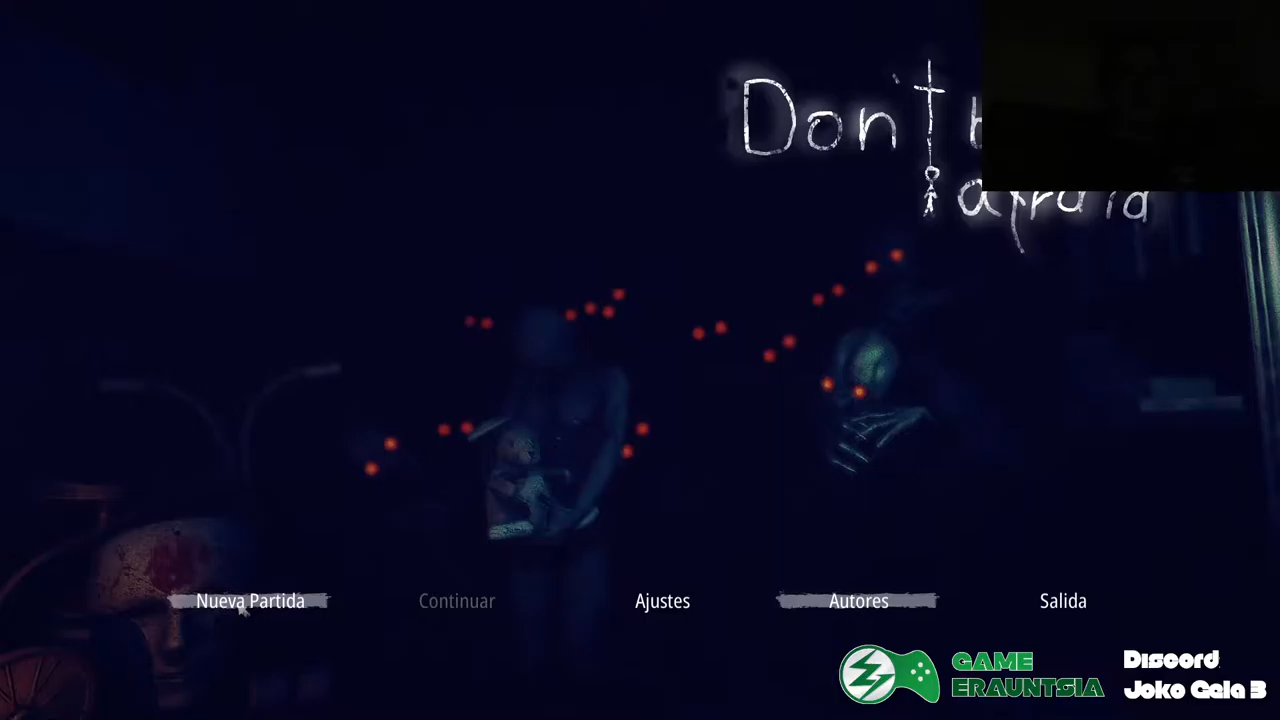 Don't
afraid
Nueva Partida
Continuar
Ajustes
Autores
Salida
GAME
ERAUNTSIA
Discord
Joko Gela 3